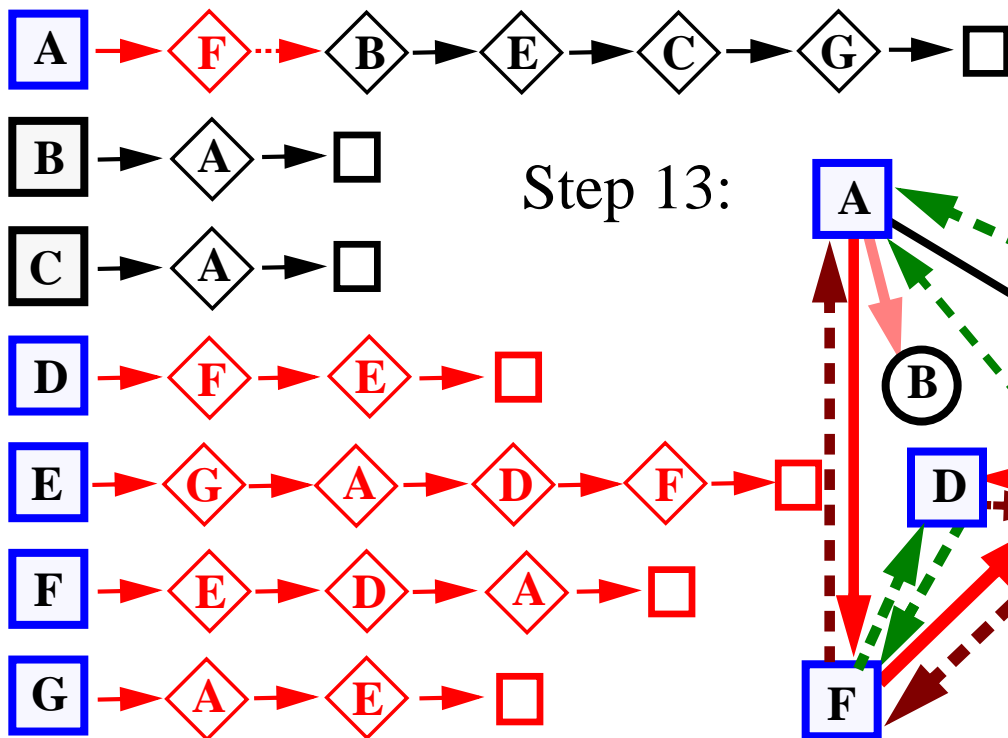 A F B E C G
B A
Step 13:
A
C A
D F E
B
E G A D F
D
F E D A
G A E
F